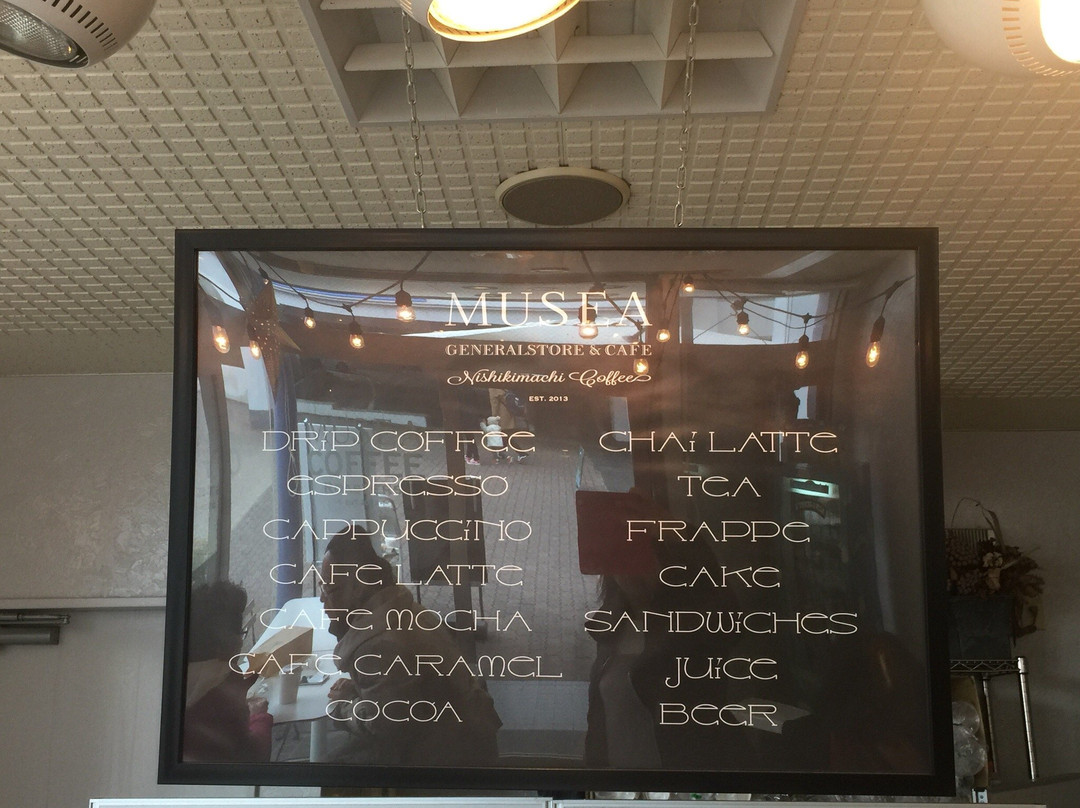 MUSEA
GENERALSTORE & CAFE
Nishikimachi Coffee
EST. 2013
DRiP COFFEE
ESPRESSO
CAPPUCCiNO
CAFE LATTE
CAFE MOCHA
CAFE CARAMEL
COCOA
CHAi LATTE
TEA
FRAPPE
CAKE
SANDWiCHES
JUiCE
BEER
COFFEE